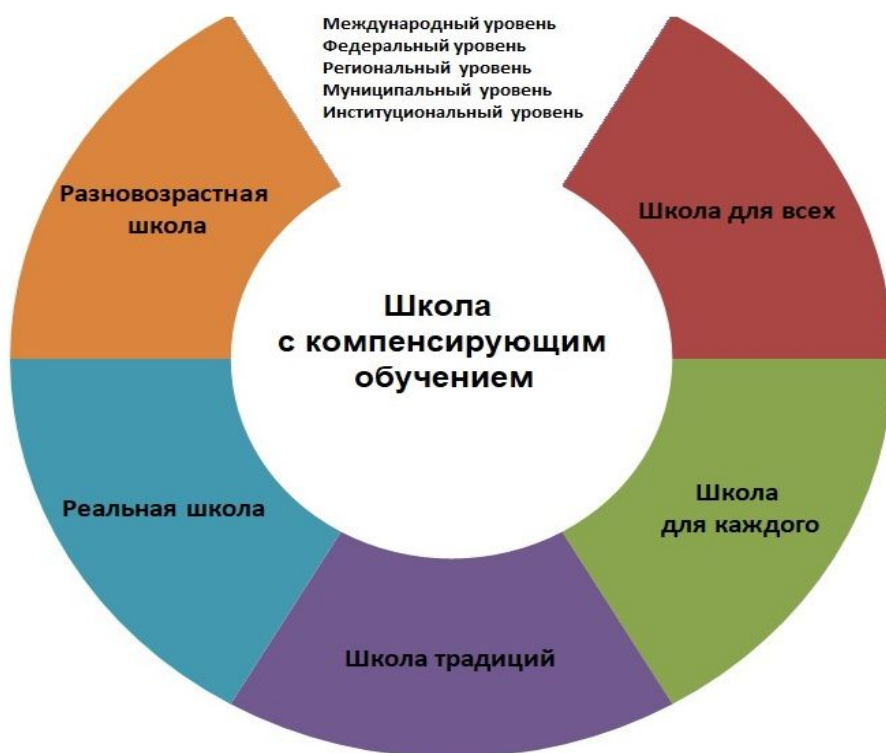 Международный уровень
Федеральный уровень
Региональный уровень
Муниципальный уровень
Институциональный уровень
Разновозрастная
школа
Школа для всех
Школа
с компенсирующим
обучением
Реальная школа
Школа
для каждого
Школа традиций